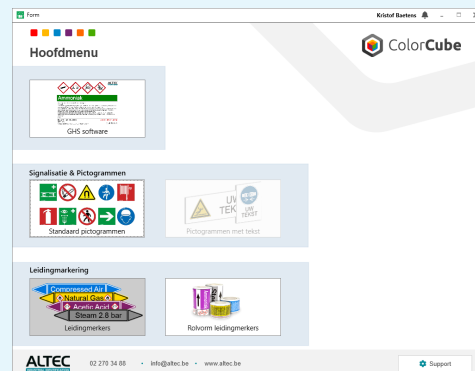 Form
Kristof Baetens
Hoofdmenu
ColorCube
ALTEC
Ammoniak
GHS software
Signalisatie & Pictogrammen
Standaard pictogrammen
UW
TEKST
UW
TEKST
Pictogrammen met tekst
Leidingmarkering
Compressed Air
Natural Gas
Acetic Acid
Steam 2.8 bar
Leidingmerkers
Rolvorm leidingmerkers
ALTEC
02 270 34 88 • info@altec.be • www.altec.be
Support